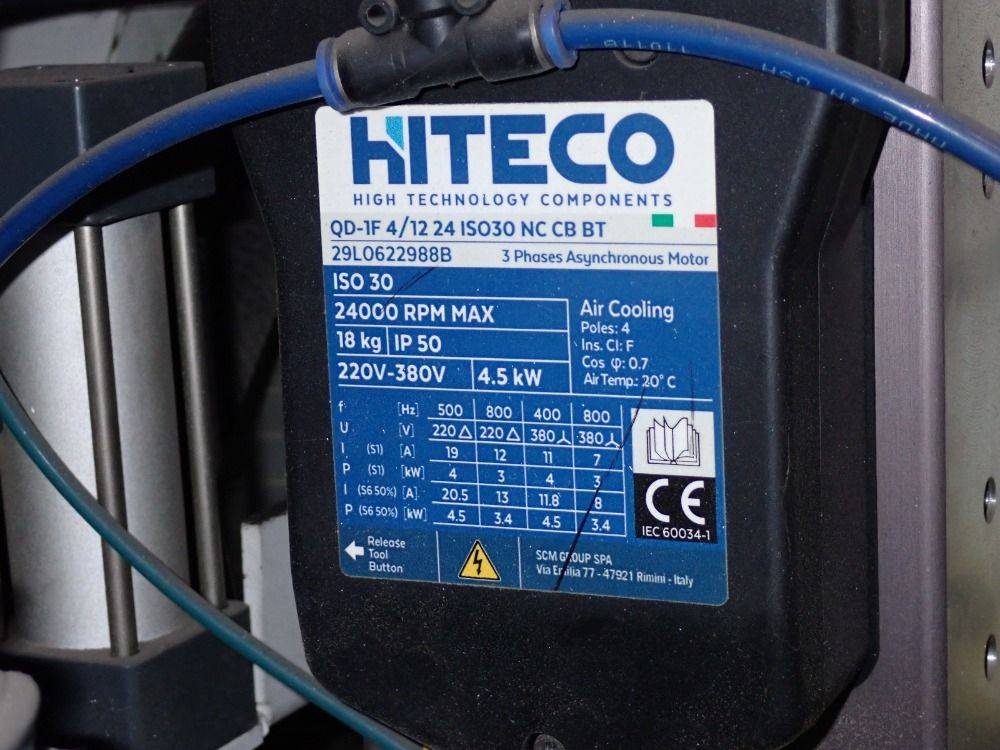 HITECO
HIGH TECHNOLOGY COMPONENTS
QD-1F 4/12 24 ISO30 NC CB BT
29L0622988B 3 Phases Asynchronous Motor
ISO 30
24000 RPM MAX
18 kg IP 50
220V-380V 4.5 kW
Air Cooling
Poles: 4
Ins. Cl: F
Cos φ: 0.7
Air Temp.: 20° C
f [Hz] 500 800 400 800
U [V] 220 △ 220 △ 380 ⅄ 380 ⅄
I (S1) [A] 19 12 11 7
P (S1) [kW] 4 3 4 3
I (S6 50%) [A] 20.5 13 11.8 8
P (S6 50%) [kW] 4.5 3.4 4.5 3.4
CE
IEC 60034-1
Release
Tool
Button
SCM GROUP SPA
Via Emilia 77 - 47921 Rimini - Italy